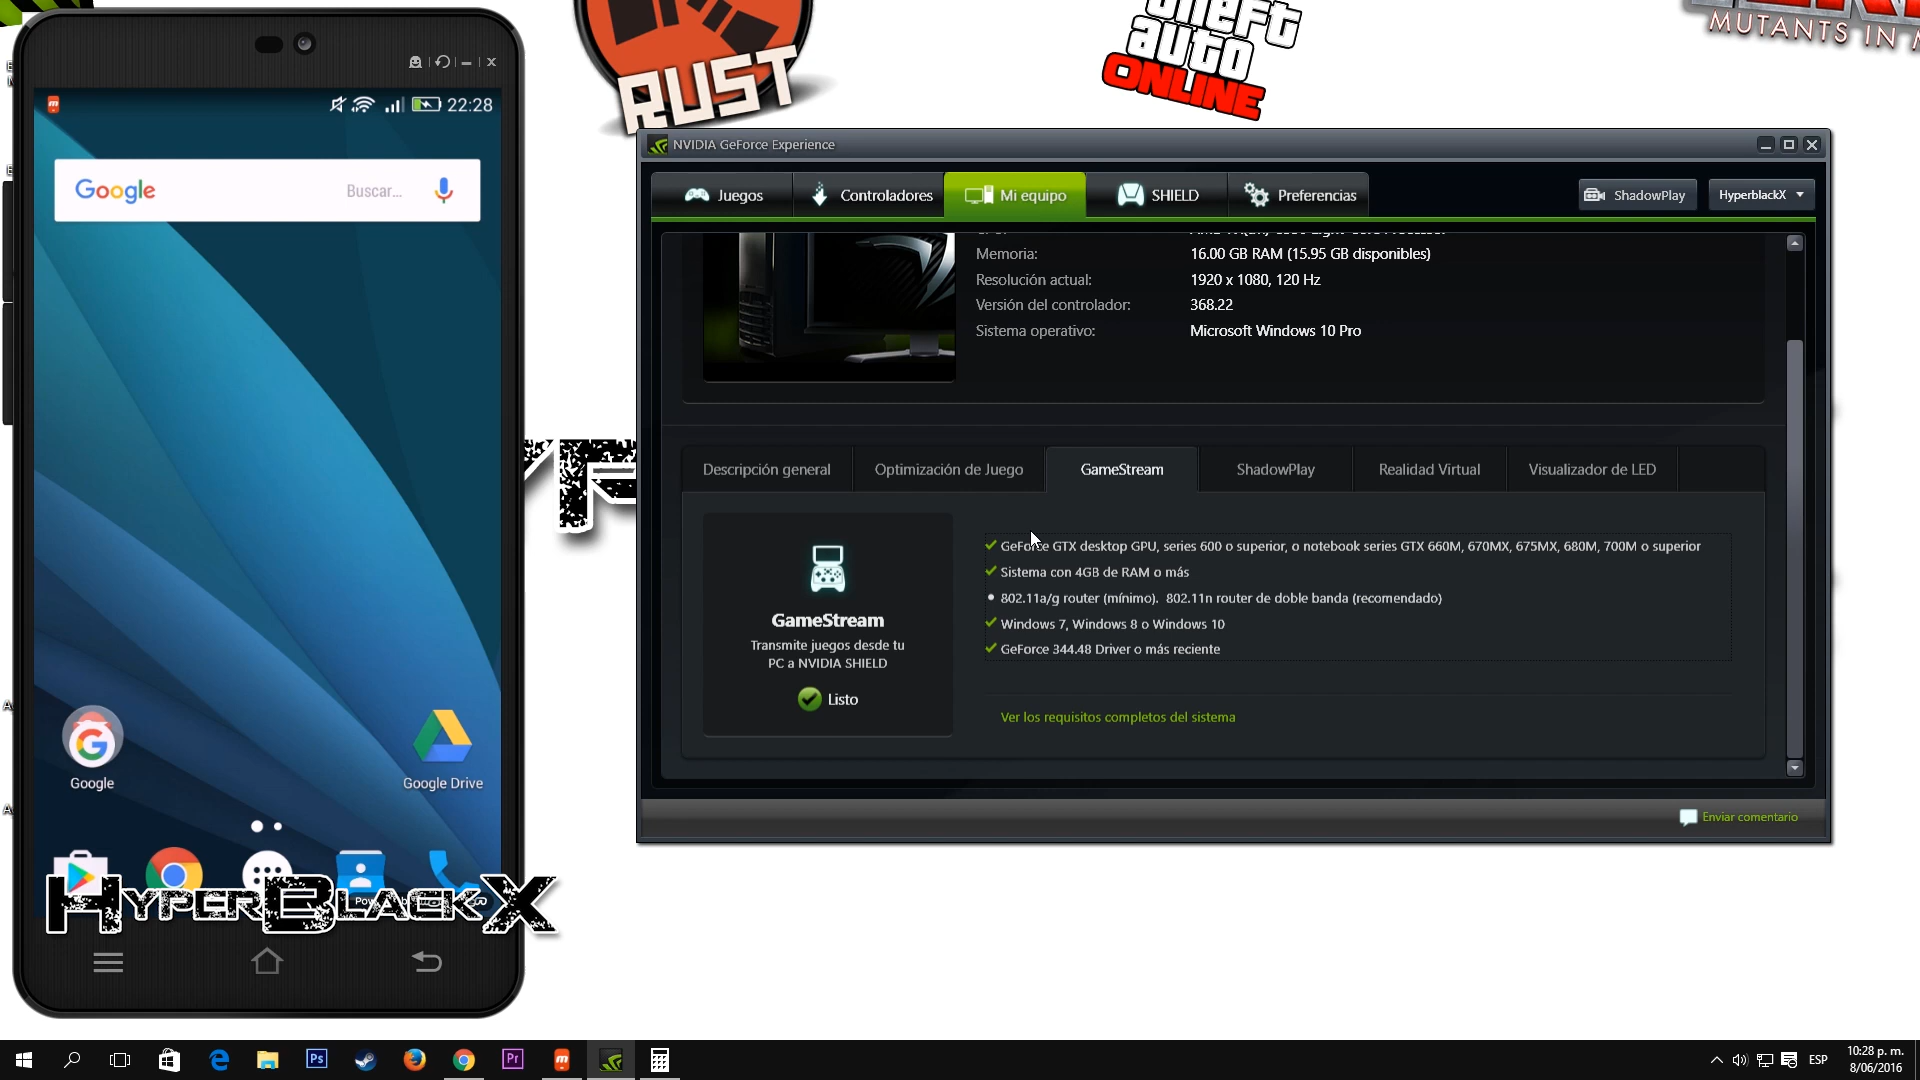 22:28
Google
Buscar...
Google
Google Drive
HYPERBLACKX
RUST
theft
auto
ONLINE
MUTANTS IN
NVIDIA GeForce Experience
Juegos
Controladores
Mi equipo
SHIELD
Preferencias
ShadowPlay
HyperblackX
Memoria:
16.00 GB RAM (15.95 GB disponibles)
Resolución actual:
1920 x 1080, 120 Hz
Versión del controlador:
368.22
Sistema operativo:
Microsoft Windows 10 Pro
Descripción general
Optimización de Juego
GameStream
ShadowPlay
Realidad Virtual
Visualizador de LED
GameStream
Transmite juegos desde tu
PC a NVIDIA SHIELD
Listo
GeForce GTX desktop GPU, series 600 o superior, o notebook series GTX 660M, 670MX, 675MX, 680M, 700M o superior
Sistema con 4GB de RAM o más
802.11a/g router (mínimo). 802.11n router de doble banda (recomendado)
Windows 7, Windows 8 o Windows 10
GeForce 344.48 Driver o más reciente
Ver los requisitos completos del sistema
Enviar comentario
Ps
Pr
ESP
10:28 p. m.
8/06/2016